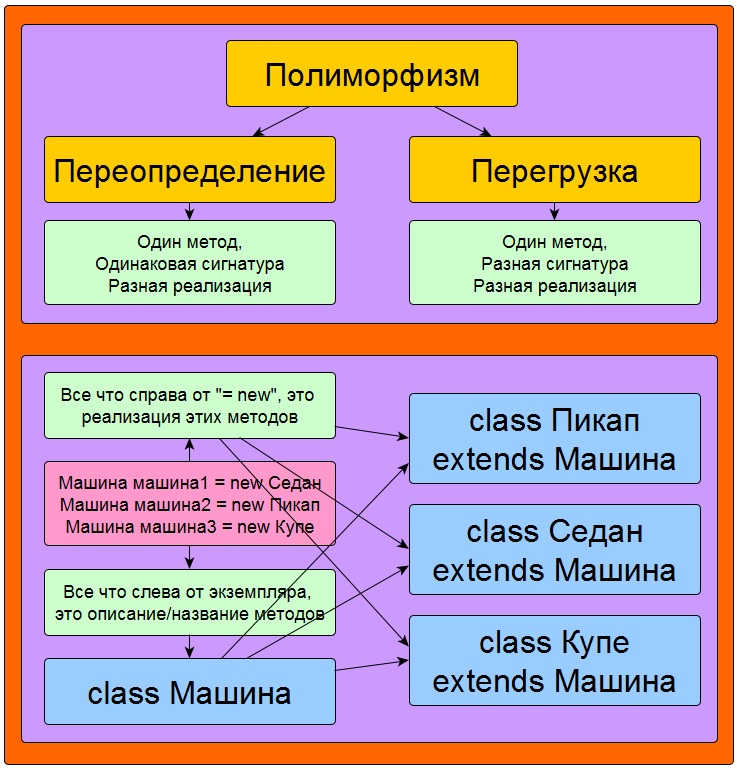 Полиморфизм
Переопределение
Перегрузка
Один метод,
Одинаковая сигнатура
Разная реализация
Один метод,
Разная сигнатура
Разная реализация
Все что справа от "= new", это
реализация этих методов
Машина машина1 = new Седан
Машина машина2 = new Пикап
Машина машина3 = new Купе
Все что слева от экземпляра,
это описание/название методов
class Машина
class Пикап
extends Машина
class Седан
extends Машина
class Купе
extends Машина